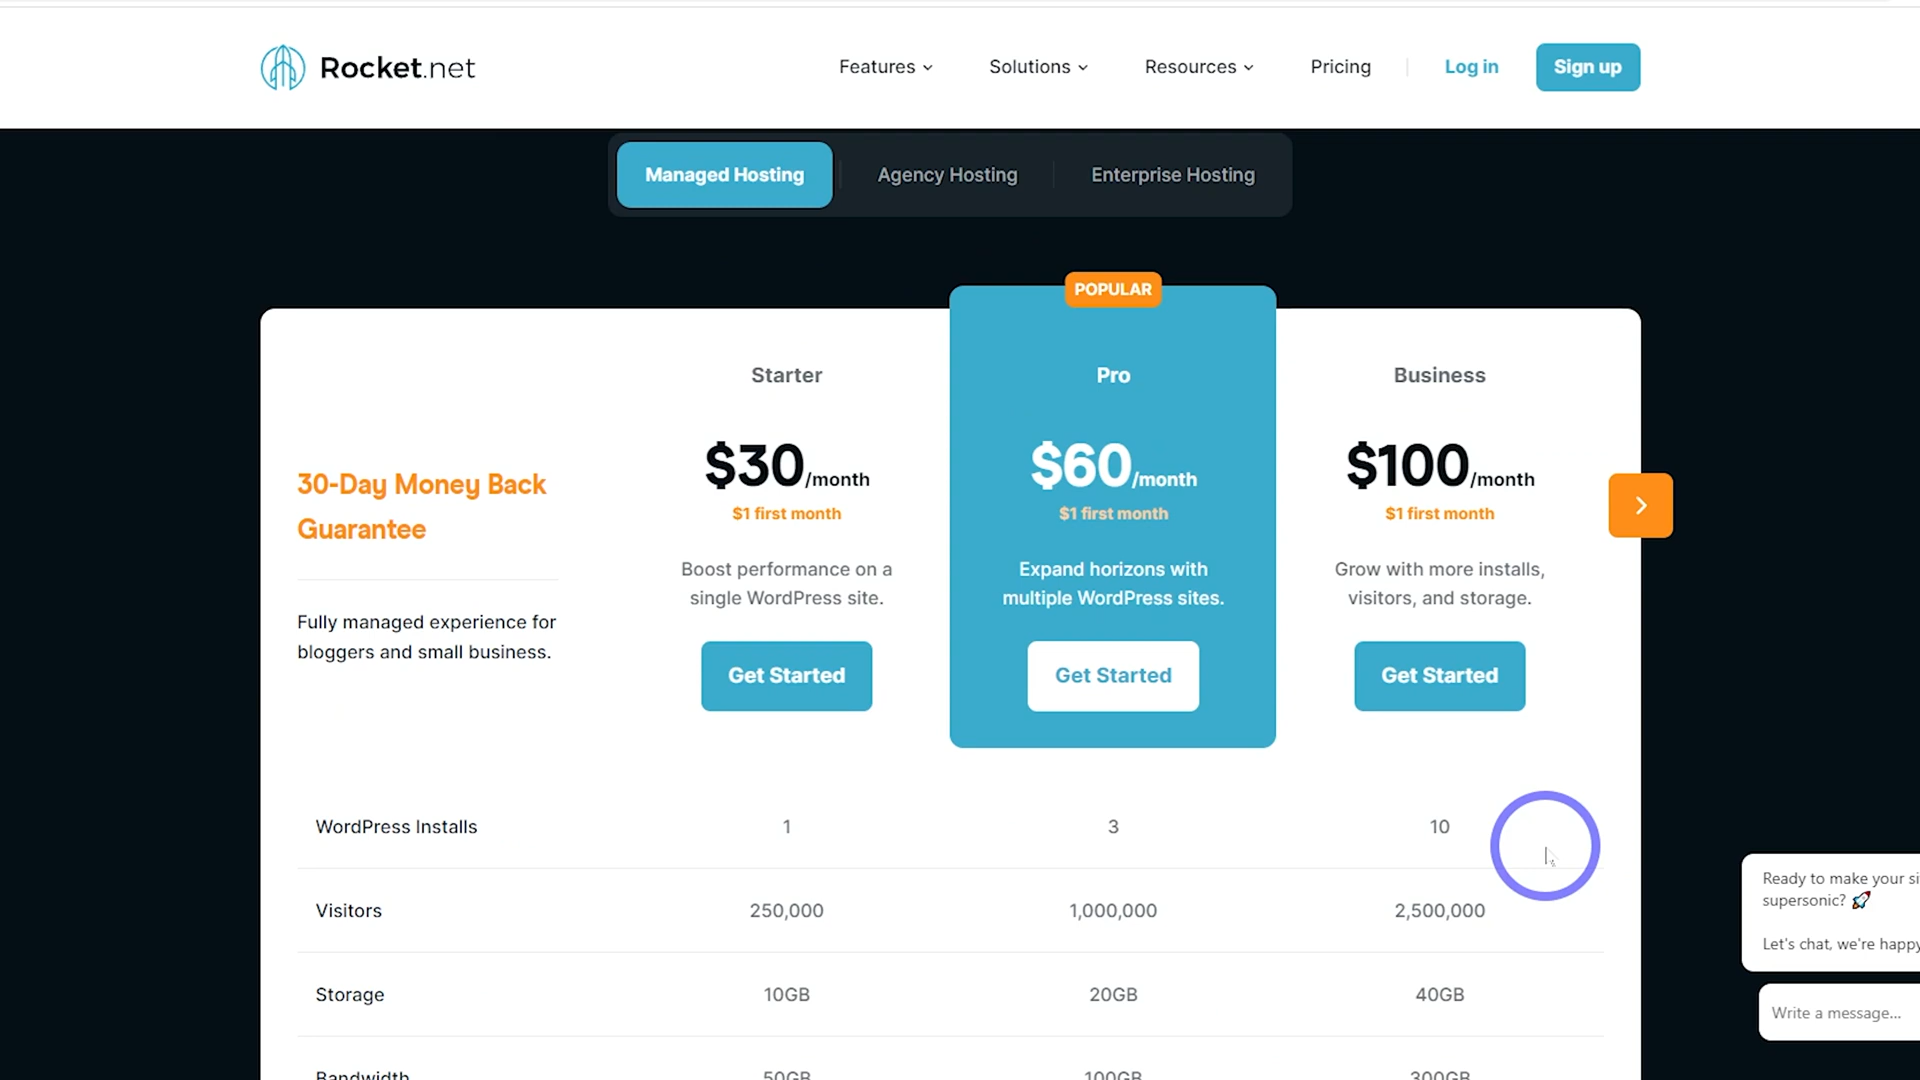 Rocket.net
Features
Solutions
Resources
Pricing
Log in
Sign up
Managed Hosting
Agency Hosting
Enterprise Hosting
POPULAR
Starter
Pro
Business
30-Day Money Back
Guarantee
Fully managed experience for
bloggers and small business.
$30/month
$1 first month
Boost performance on a
single WordPress site.
Get Started
$60/month
$1 first month
Expand horizons with
multiple WordPress sites.
Get Started
$100/month
$1 first month
Grow with more installs,
visitors, and storage.
Get Started
WordPress Installs 1 3 10
Visitors 250,000 1,000,000 2,500,000
Storage 10GB 20GB 40GB
Bandwidth 50GB 100GB 300GB
Ready to make your si
supersonic? 🚀
Let's chat, we're happy
Write a message...